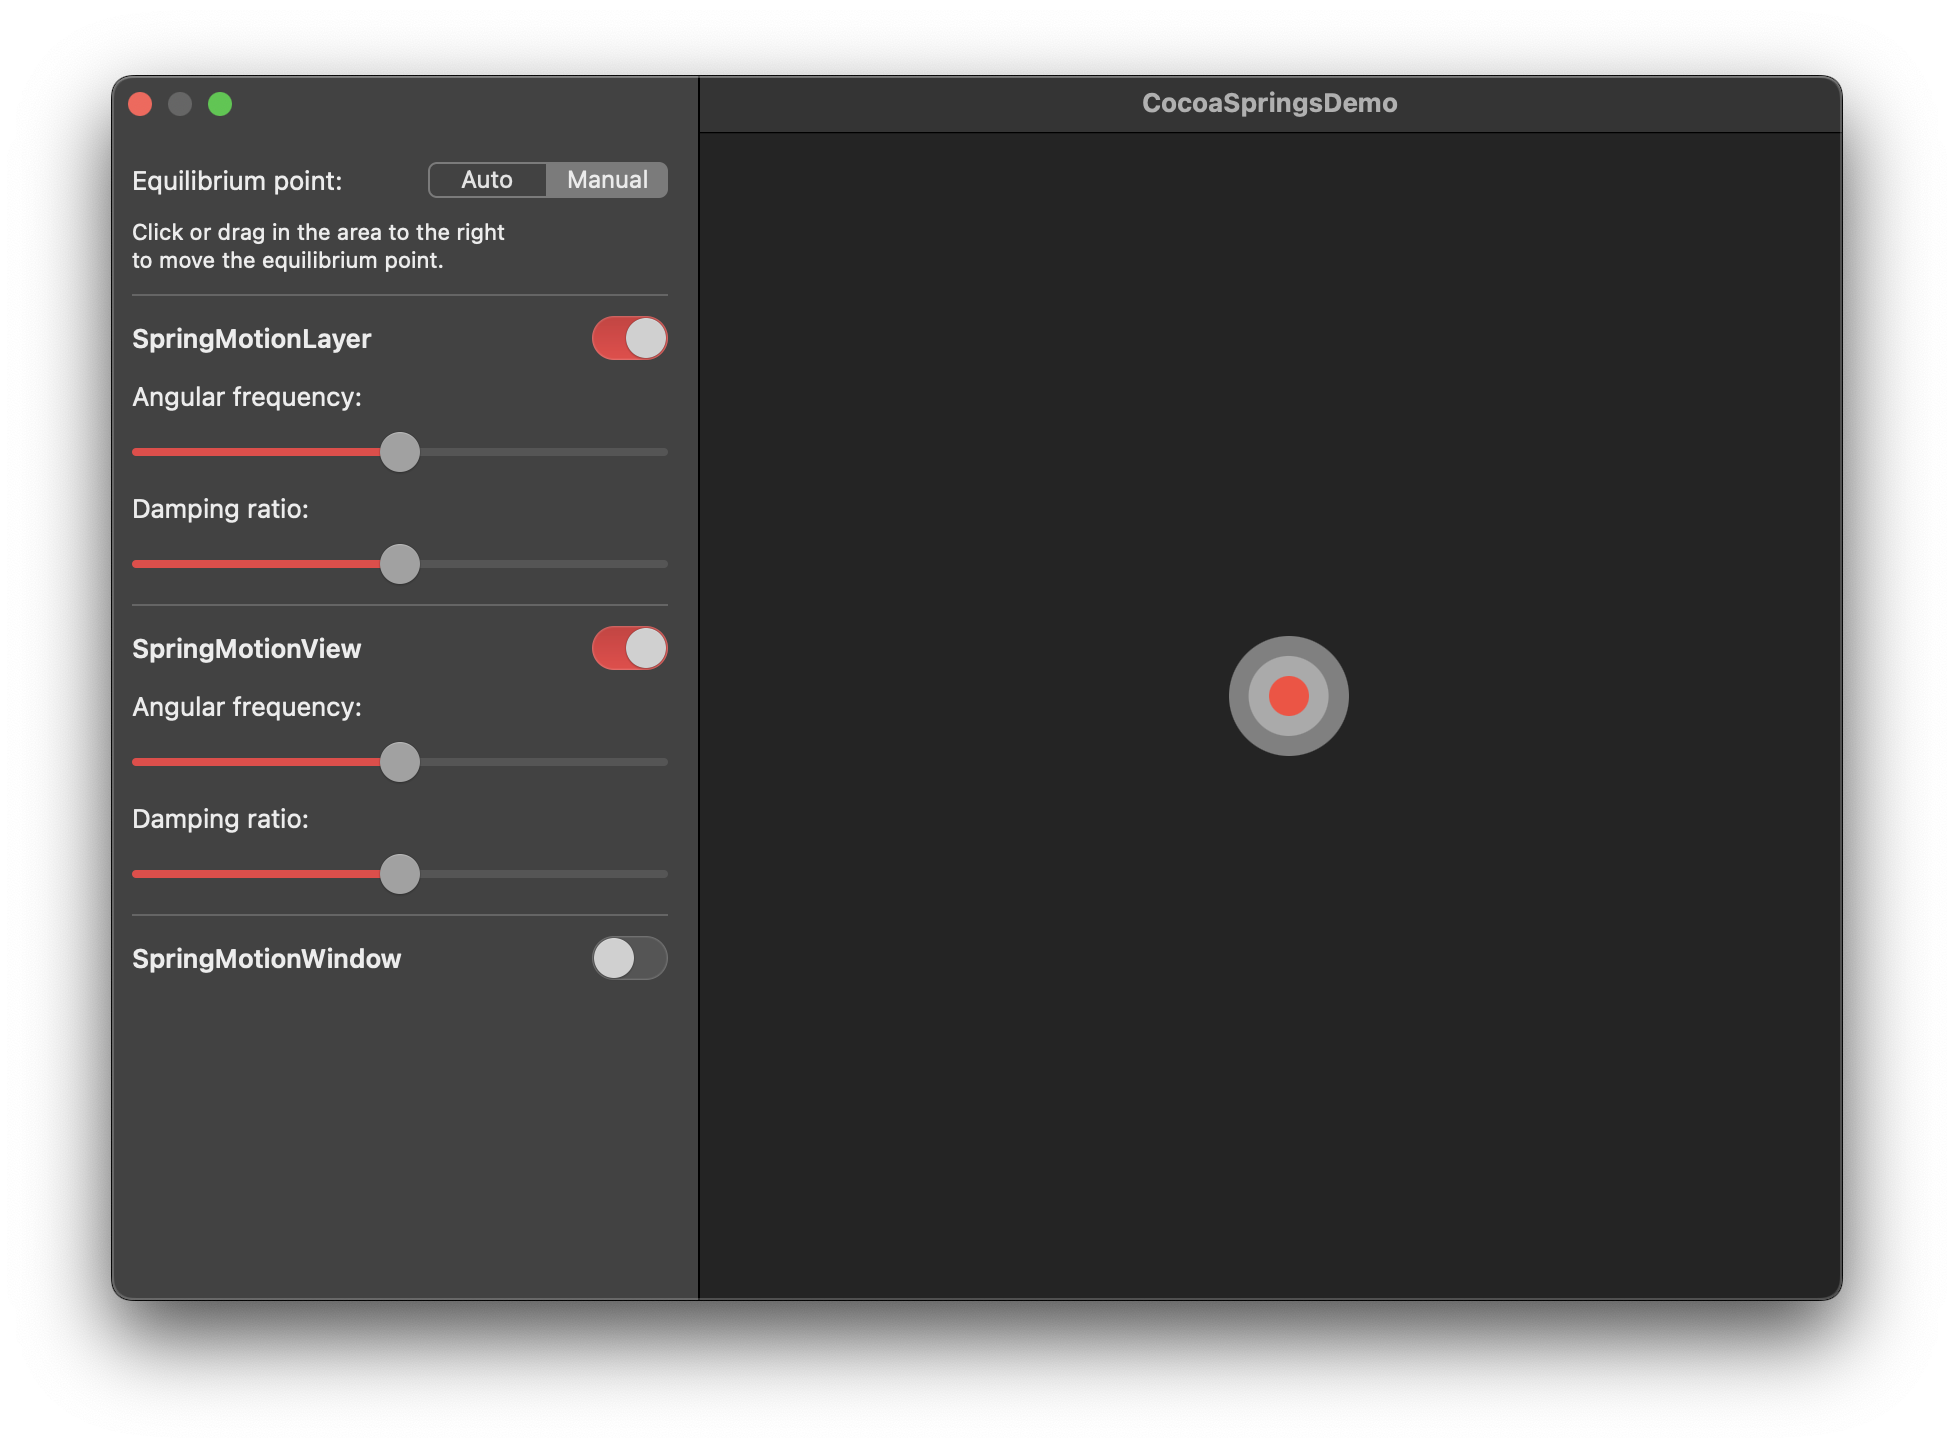 CocoaSpringsDemo
Equilibrium point:
Auto
Manual
Click or drag in the area to the right
to move the equilibrium point.
SpringMotionLayer
Angular frequency:
Damping ratio:
SpringMotionView
Angular frequency:
Damping ratio:
SpringMotionWindow